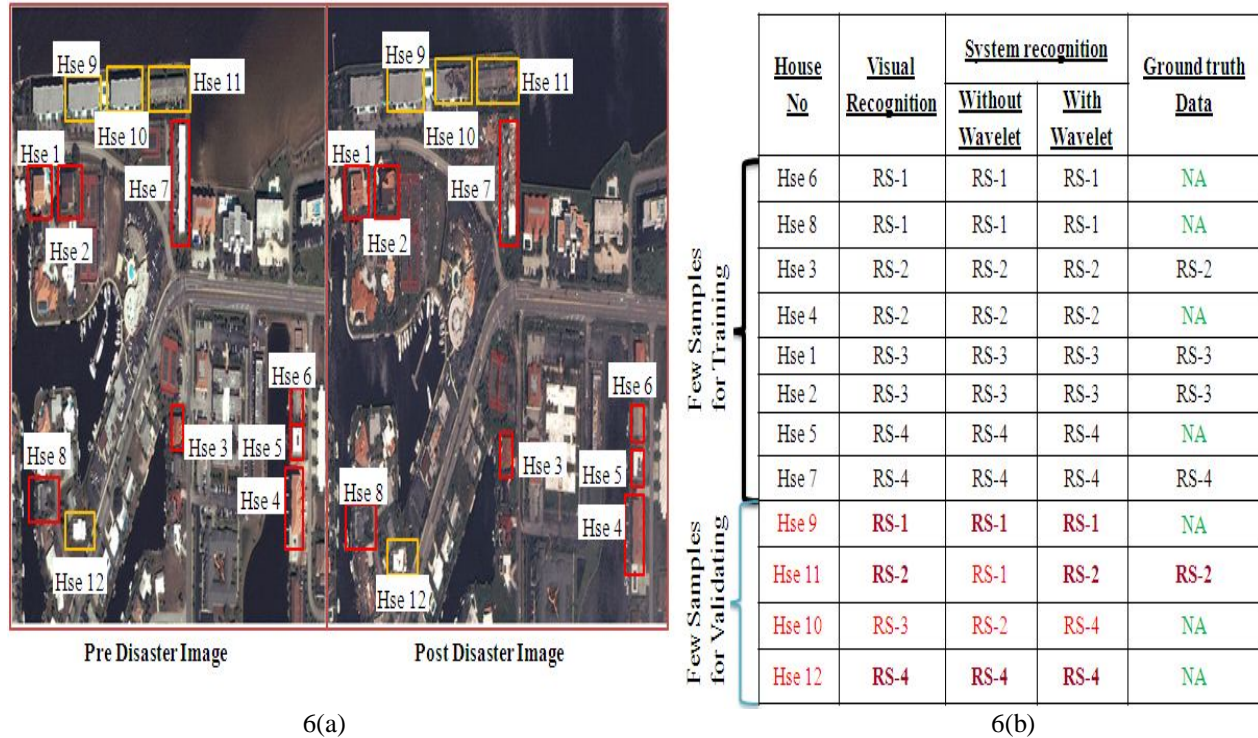 Hse 9
Hse 11
Hse 10
Hse 1
Hse 7
Hse 2
Hse 6
Hse 3
Hse 5
Hse 8
Hse 4
Hse 12
Pre Disaster Image
Hse 9
Hse 11
Hse 10
Hse 1
Hse 7
Hse 2
Hse 6
Hse 3
Hse 5
Hse 8
Hse 4
Hse 12
Post Disaster Image
6(a)
House No Visual Recognition System recognition Ground truth Data
Without Wavelet With Wavelet
Few Samples for Training
Hse 6 RS-1 RS-1 RS-1 NA
Hse 8 RS-1 RS-1 RS-1 NA
Hse 3 RS-2 RS-2 RS-2 RS-2
Hse 4 RS-2 RS-2 RS-2 NA
Hse 1 RS-3 RS-3 RS-3 RS-3
Hse 2 RS-3 RS-3 RS-3 RS-3
Hse 5 RS-4 RS-4 RS-4 NA
Hse 7 RS-4 RS-4 RS-4 RS-4
Few Samples for Validating
Hse 9 RS-1 RS-1 RS-1 NA
Hse 11 RS-2 RS-1 RS-2 RS-2
Hse 10 RS-3 RS-2 RS-4 NA
Hse 12 RS-4 RS-4 RS-4 NA
6(b)